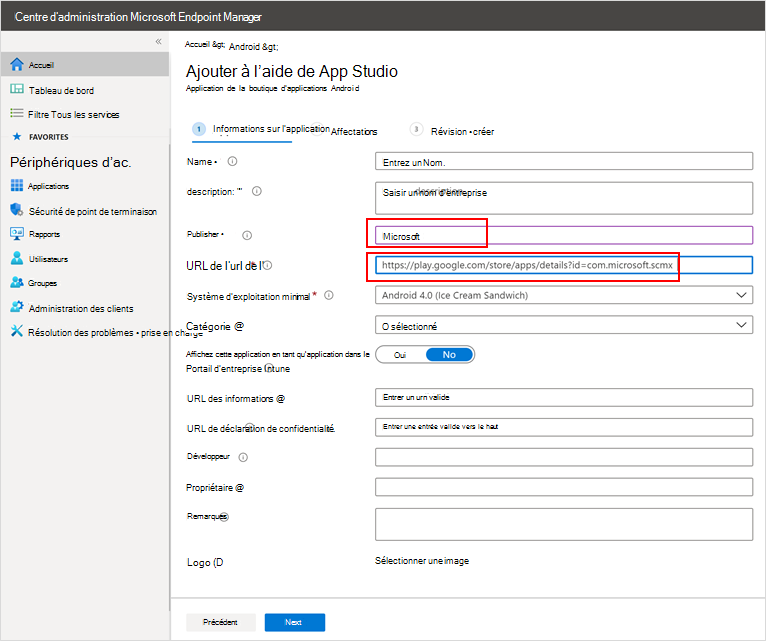 Centre d'administration Microsoft Endpoint Manager
«
Accueil
Tableau de bord
Filtre Tous les services
FAVORITES
Périphériques d'ac.
Applications
Sécurité de point de terminaison
Rapports
Utilisateurs
Groupes
Administration des clients
Résolution des problèmes • prise en charge
Accueil &gt; Android &gt;
Ajouter à l'aide de App Studio
Application de la boutique d'applications Android
1 Informations sur l'application Affectations 3 Révision •créer
Name • Entrez un Nom.
description: '" Saisir un nom d'entreprise
Publisher • Microsoft
URL de l'url de l' https://play.google.com/store/apps/details?id=com.microsoft.scmx
Système d'exploitation minimal * Android 4.0 (Ice Cream Sandwich)
Catégorie @ O sélectionné
Affichez cette application en tant qu'application dans le Oui No
Portail d'entreprise Intune
URL des informations @ Entrer un urn valide
URL de déclaration de confidentialité. Entrer une entrée valide vers le haut
Développeur
Propriétaire @
Remarques
Logo (D Sélectionner une image
Précédent Next